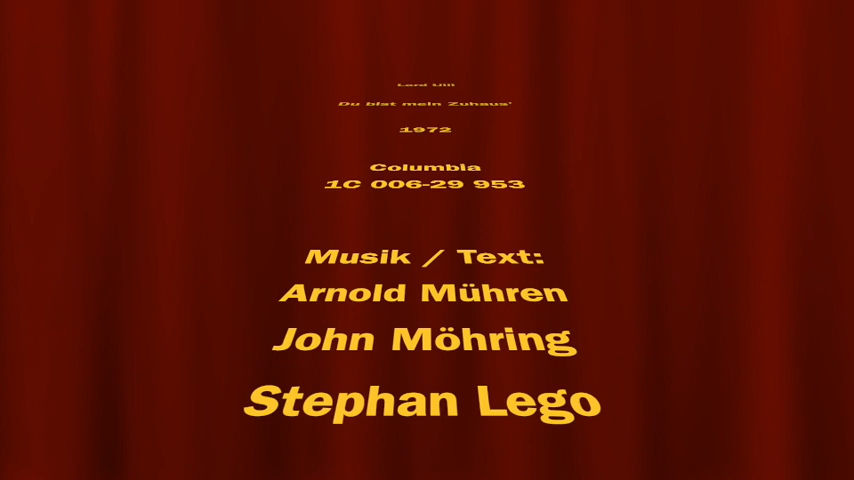 Lord Ulli
Du bist mein Zuhaus'
1972
Columbia
1C 006-29 953
Musik / Text:
Arnold Mühren
John Möhring
Stephan Lego